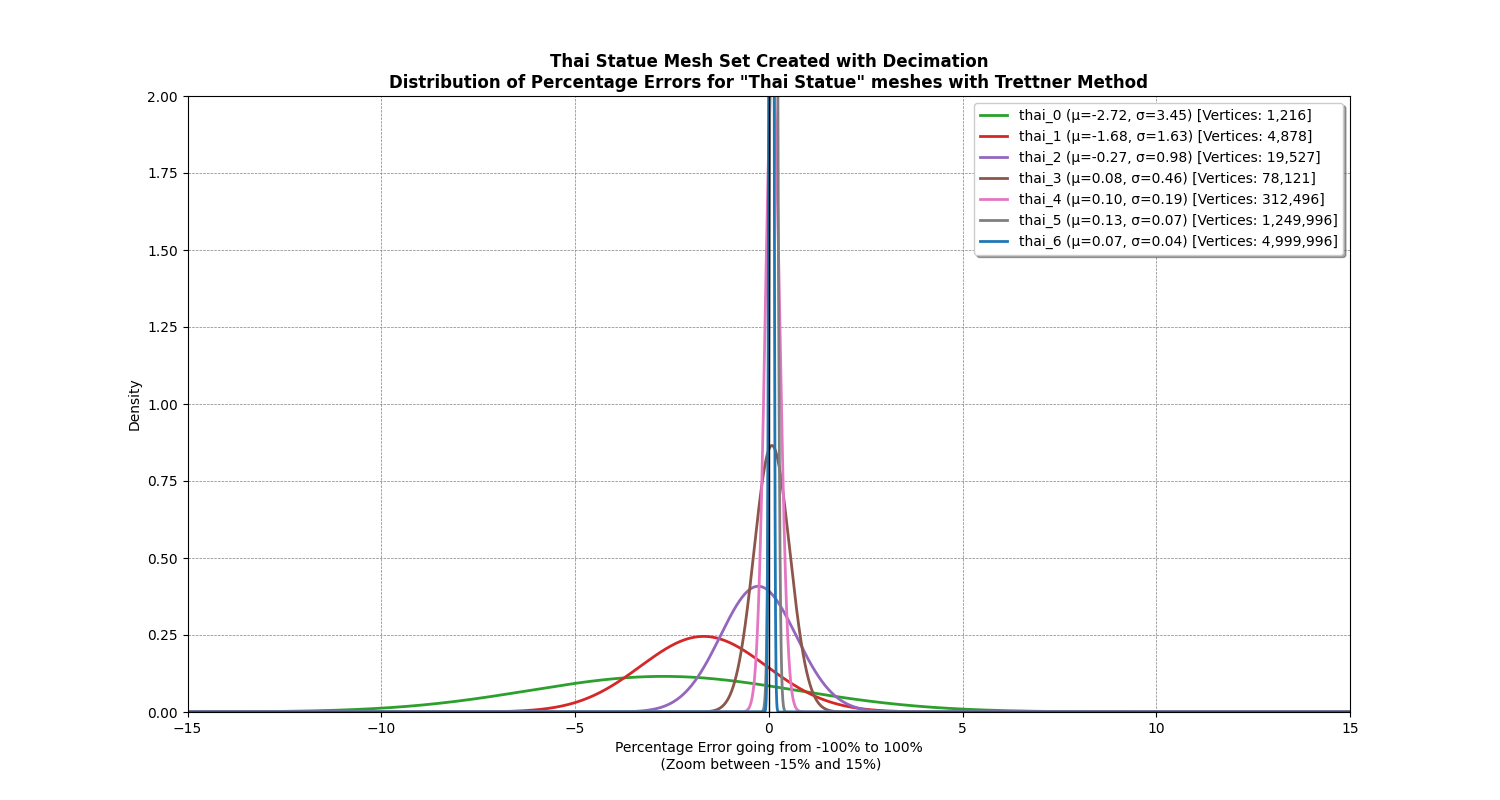 Thai Statue Mesh Set Created with Decimation
Distribution of Percentage Errors for "Thai Statue" meshes with Trettner Method
thai_0 (μ=-2.72, σ=3.45) [Vertices: 1,216]
thai_1 (μ=-1.68, σ=1.63) [Vertices: 4,878]
thai_2 (μ=-0.27, σ=0.98) [Vertices: 19,527]
thai_3 (μ=0.08, σ=0.46) [Vertices: 78,121]
thai_4 (μ=0.10, σ=0.19) [Vertices: 312,496]
thai_5 (μ=0.13, σ=0.07) [Vertices: 1,249,996]
thai_6 (μ=0.07, σ=0.04) [Vertices: 4,999,996]
Density
2.00
1.75
1.50
1.25
1.00
0.75
0.50
0.25
0.00
−15 −10 −5 0 5 10 15
Percentage Error going from -100% to 100%
(Zoom between -15% and 15%)